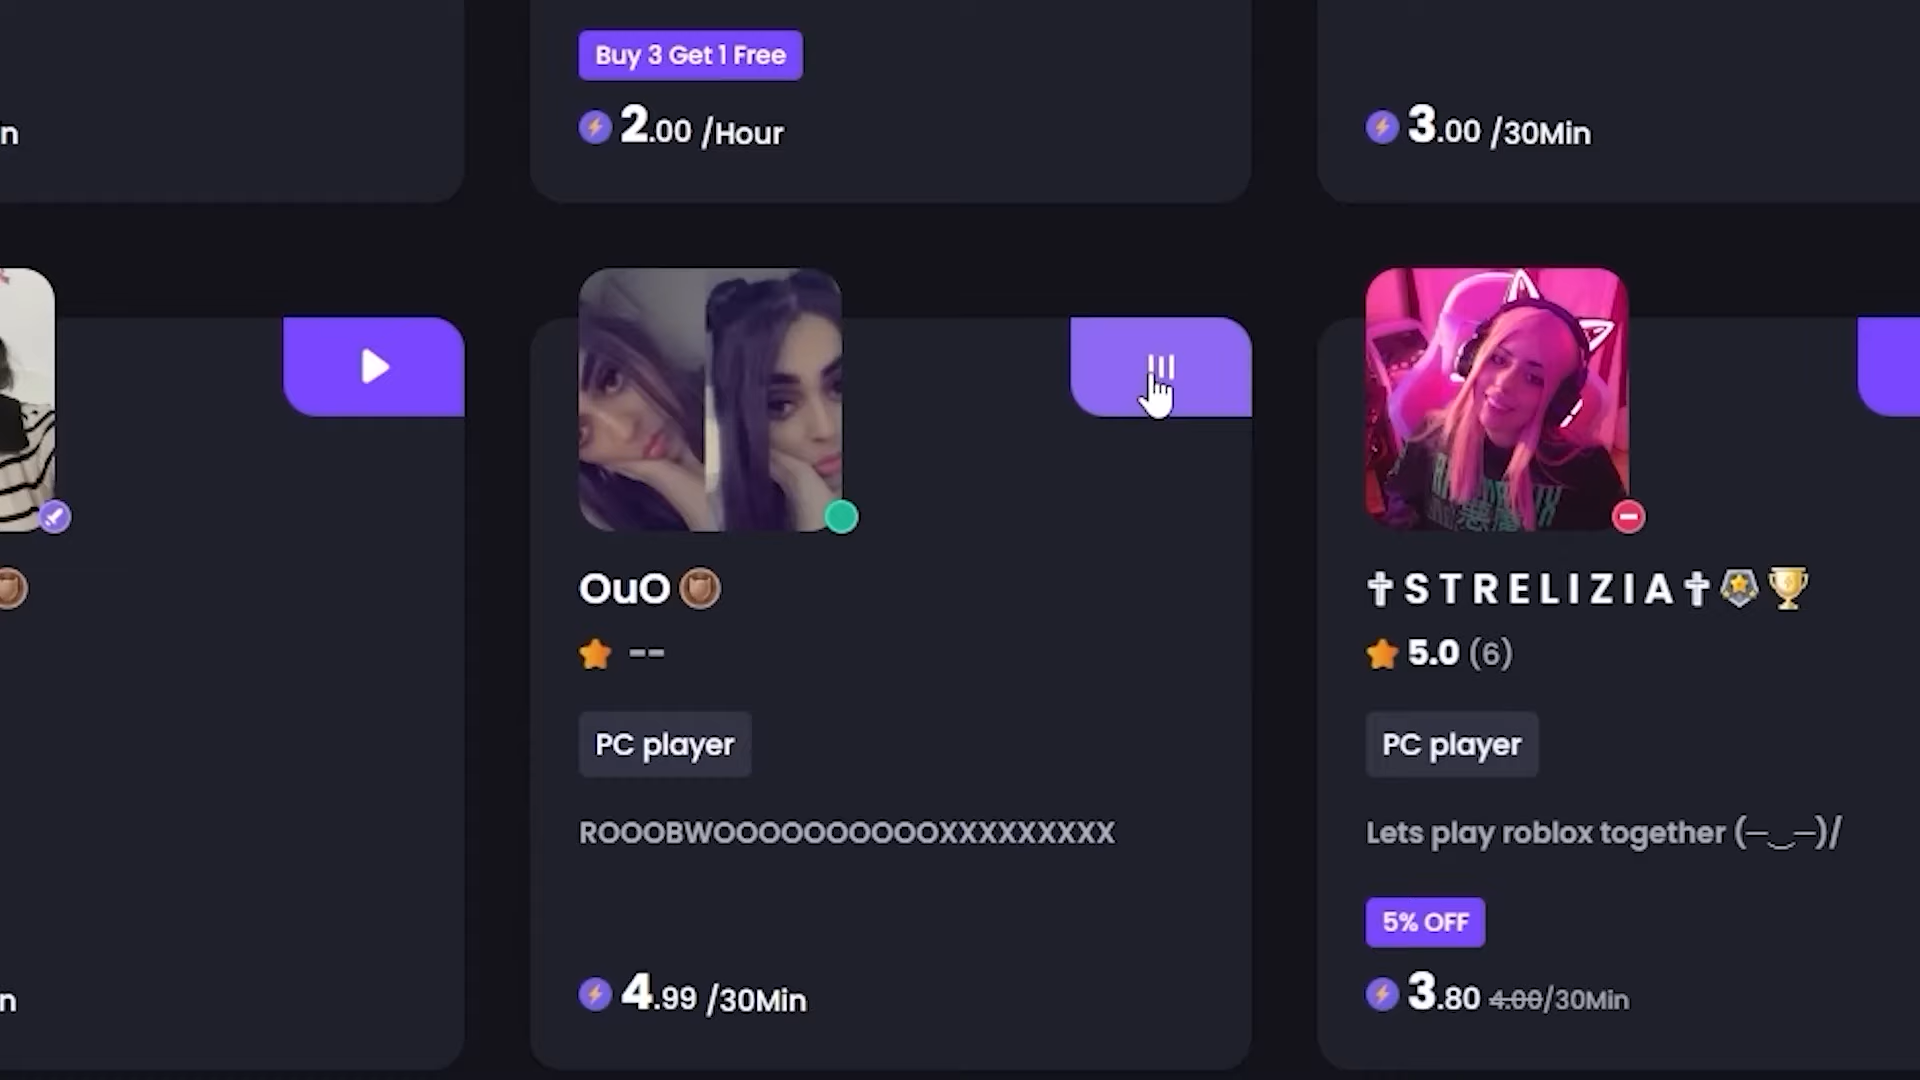 Buy 3 Get 1 Free
n
2.00 /Hour
3.00 /30Min
OuO
--
PC player
ROOOBWOOOOOOOOOOXXXXXXXXX
n
4.99 /30Min
✝ S T R E L I Z I A ✝
5.0 (6)
PC player
Lets play roblox together (—‿—)/
5% OFF
3.80 4.00/30Min